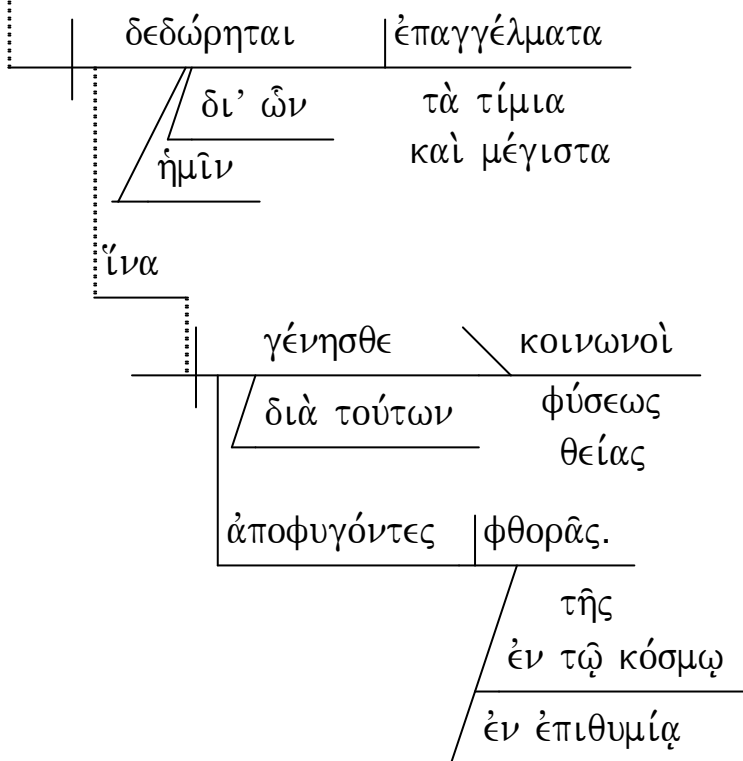 δεδώρηται ἐπαγγέλματα
δι’ ὧν τὰ τίμια
ἡμῖν καὶ μέγιστα
ἵνα
γένησθε κοινωνοὶ
διὰ τούτων φύσεως
θείας
ἀποφυγόντες φθορᾶς.
τῆς
ἐν τῷ κόσμῳ
ἐν ἐπιθυμίᾳ